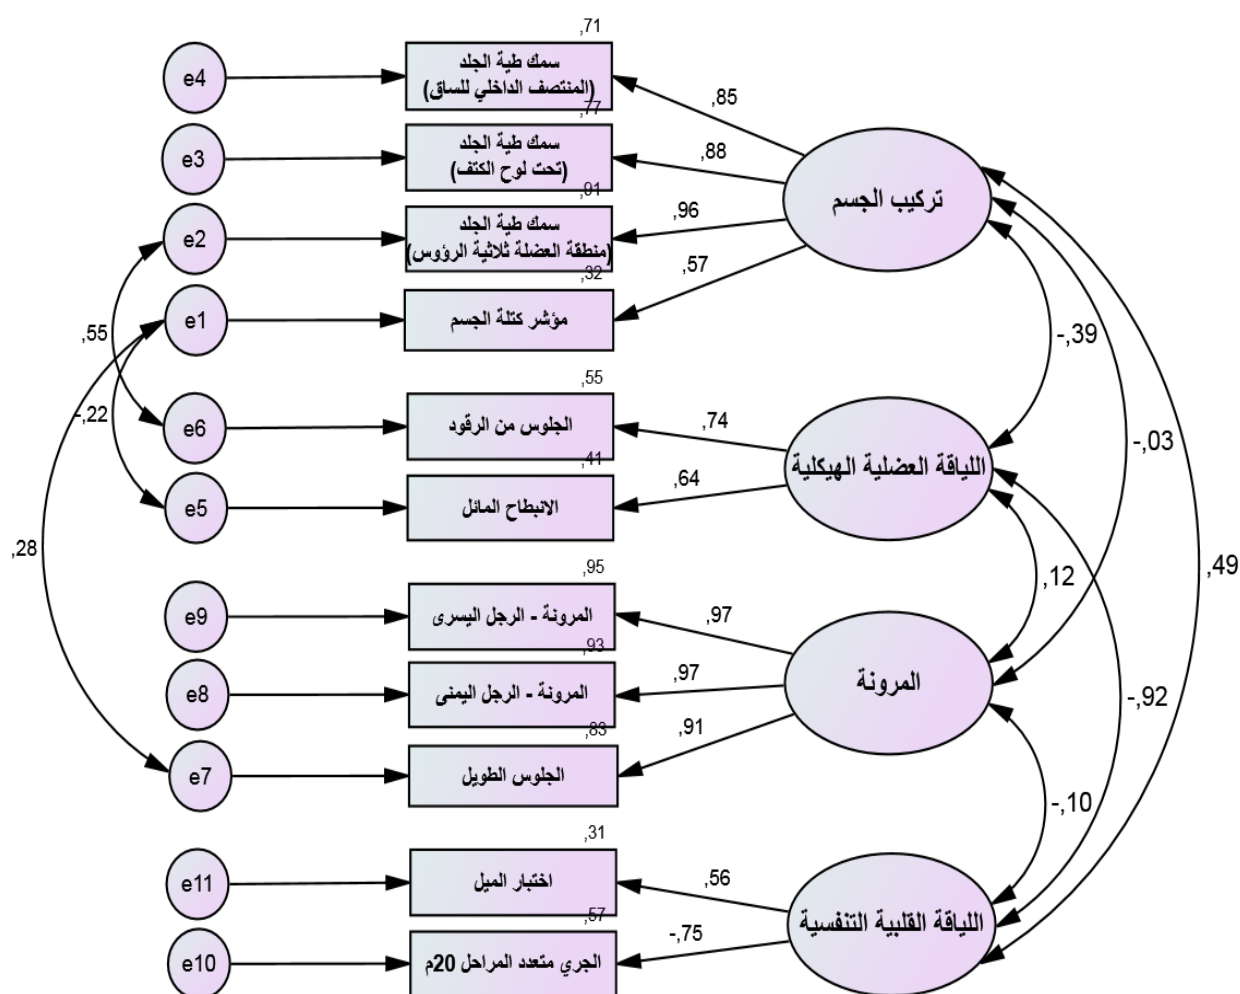 ,71
e4
سمك طية الجلد
(المنتصف الداخلي للساق)
,85
,77
e3
سمك طية الجلد
(تحت لوح الكتف)
,88
تركيب الجسم
,91
e2
سمك طية الجلد
(منطقة العضلة ثلاثية الرؤوس)
,96
,32
e1
مؤشر كتلة الجسم
,57
,55
-,22
,28
-,39
-,03
,49
,55
e6
الجلوس من الرقود
,74
اللياقة العضلية الهيكلية
,41
e5
الانبطاح المائل
,64
,12
-,92
,95
e9
المرونة - الرجل اليسرى
,97
,93
e8
المرونة - الرجل اليمنى
,97
المرونة
,83
e7
الجلوس الطويل
,91
-,10
,31
e11
اختبار الميل
,56
اللياقة القلبية التنفسية
,57
e10
الجري متعدد المراحل 20م
-,75